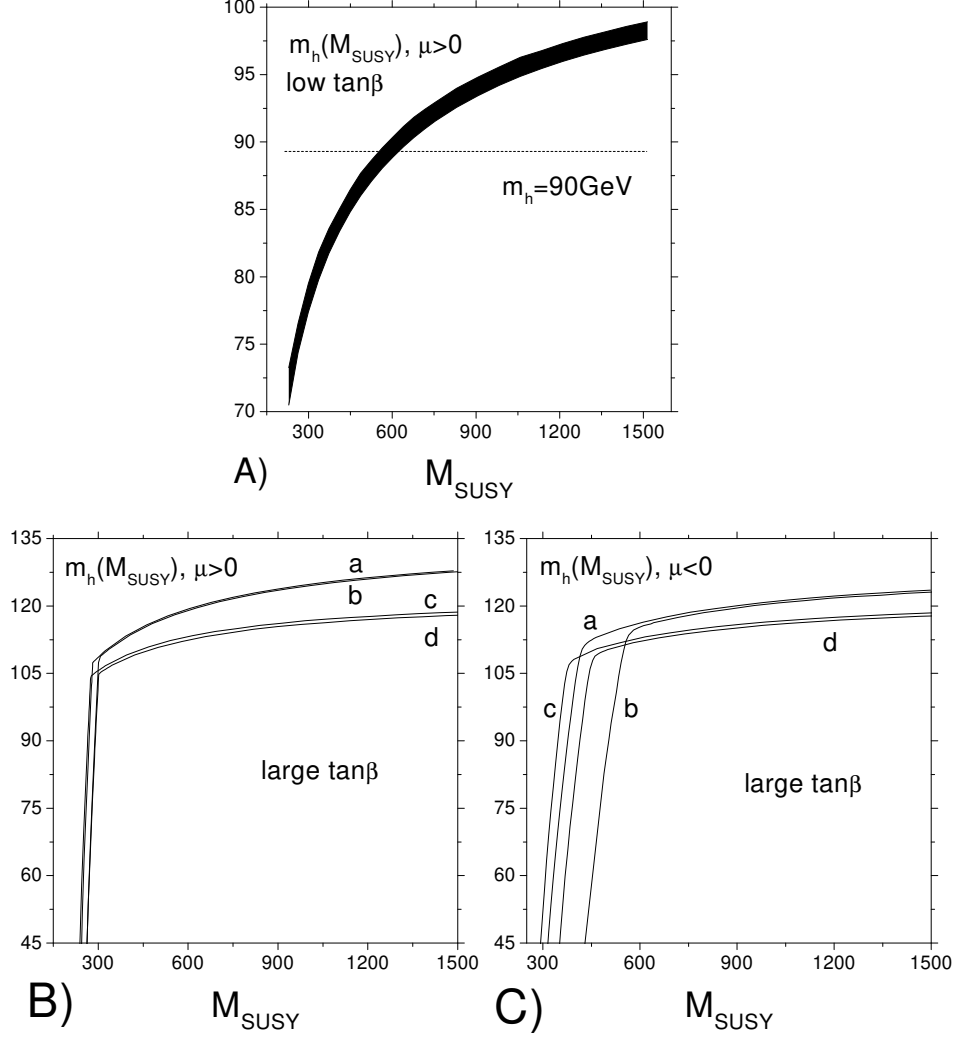 100
95
90
85
80
75
70
m_h(M_SUSY), μ>0
low tanβ
m_h=90GeV
300 600 900 1200 1500
A) M_SUSY
135
120
105
90
75
60
45
m_h(M_SUSY), μ>0
a
b
c
d
large tanβ
300 600 900 1200 1500
B) M_SUSY
135
120
105
90
75
60
45
m_h(M_SUSY), μ<0
a
d
c
b
large tanβ
300 600 900 1200 1500
C) M_SUSY